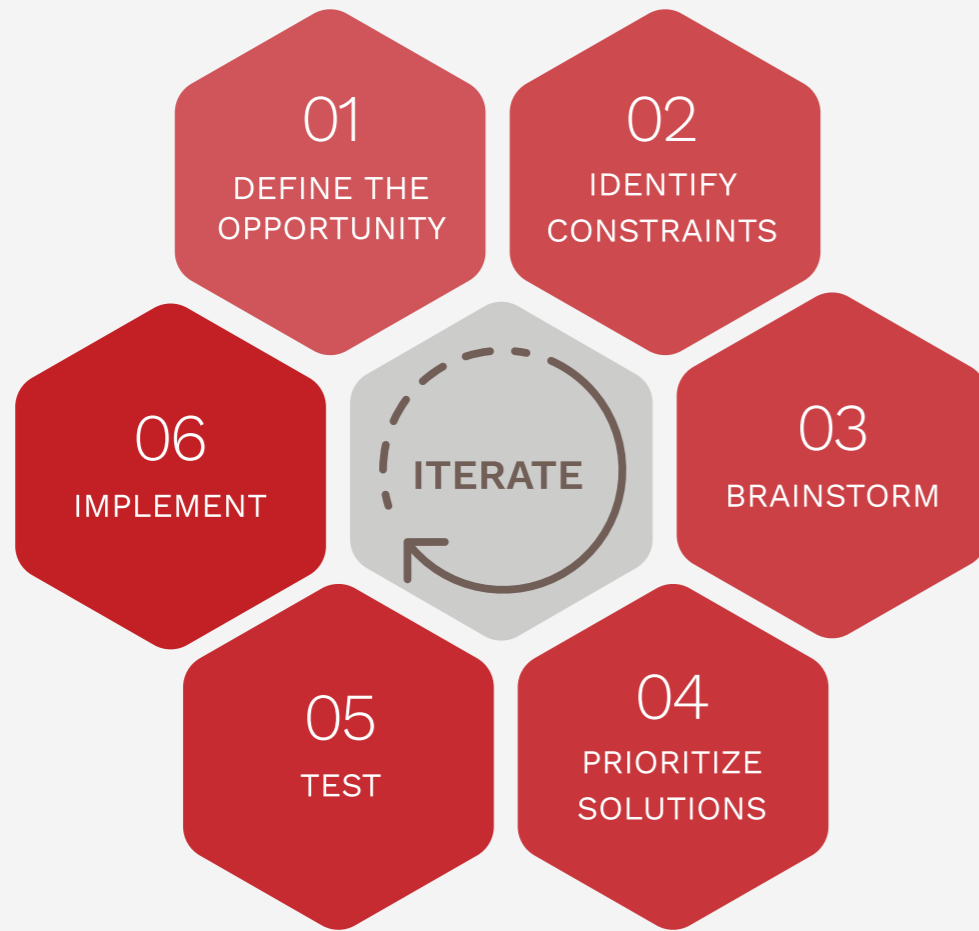 01
DEFINE THE
OPPORTUNITY
02
IDENTIFY
CONSTRAINTS
03
BRAINSTORM
04
PRIORITIZE
SOLUTIONS
05
TEST
06
IMPLEMENT
ITERATE